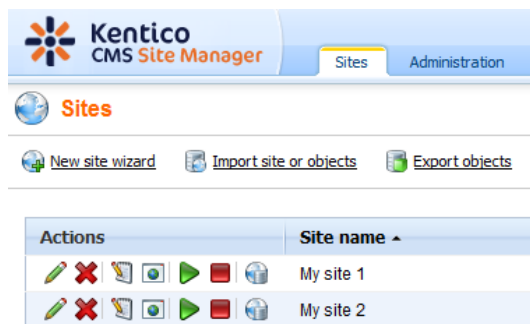 Kentico
CMS Site Manager
Sites
Administration
Sites
New site wizard
Import site or objects
Export objects
Actions
Site name
My site 1
My site 2